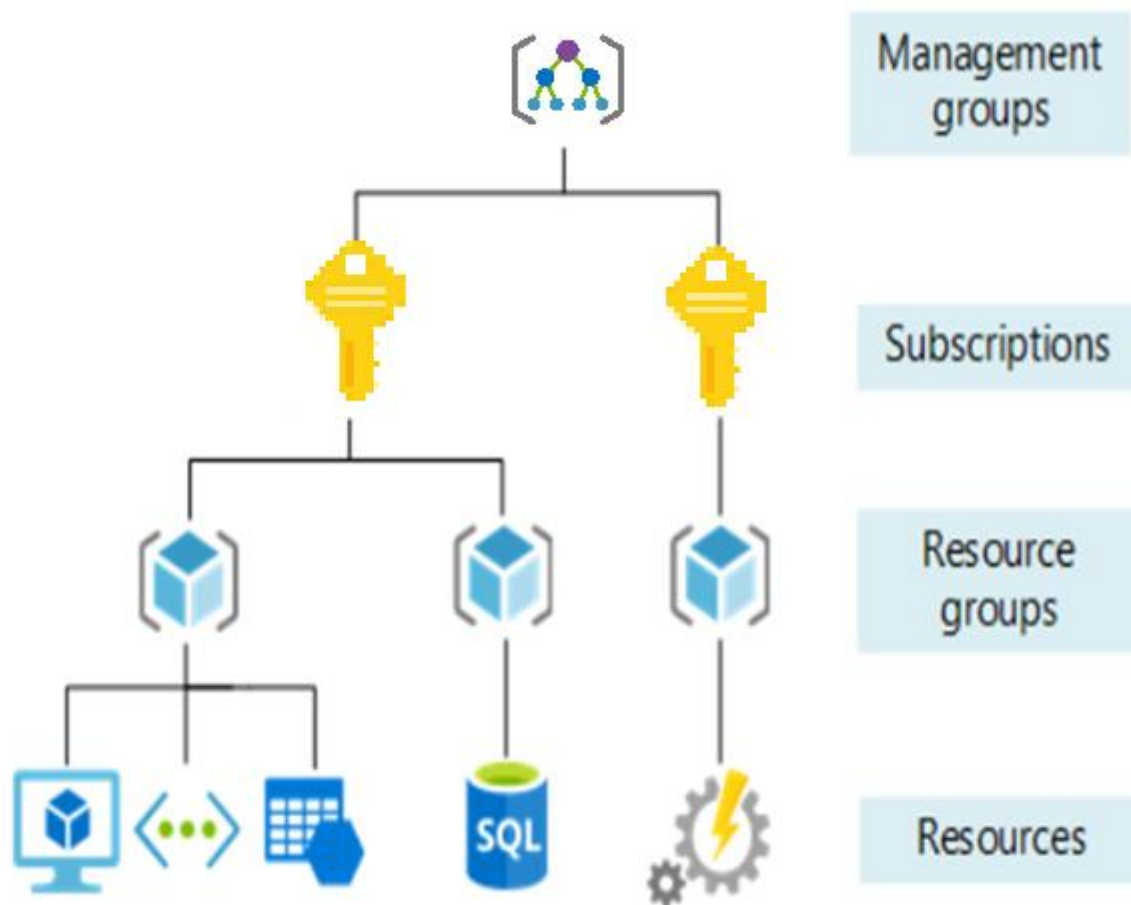 Management
groups
Subscriptions
Resource
groups
SQL
Resources